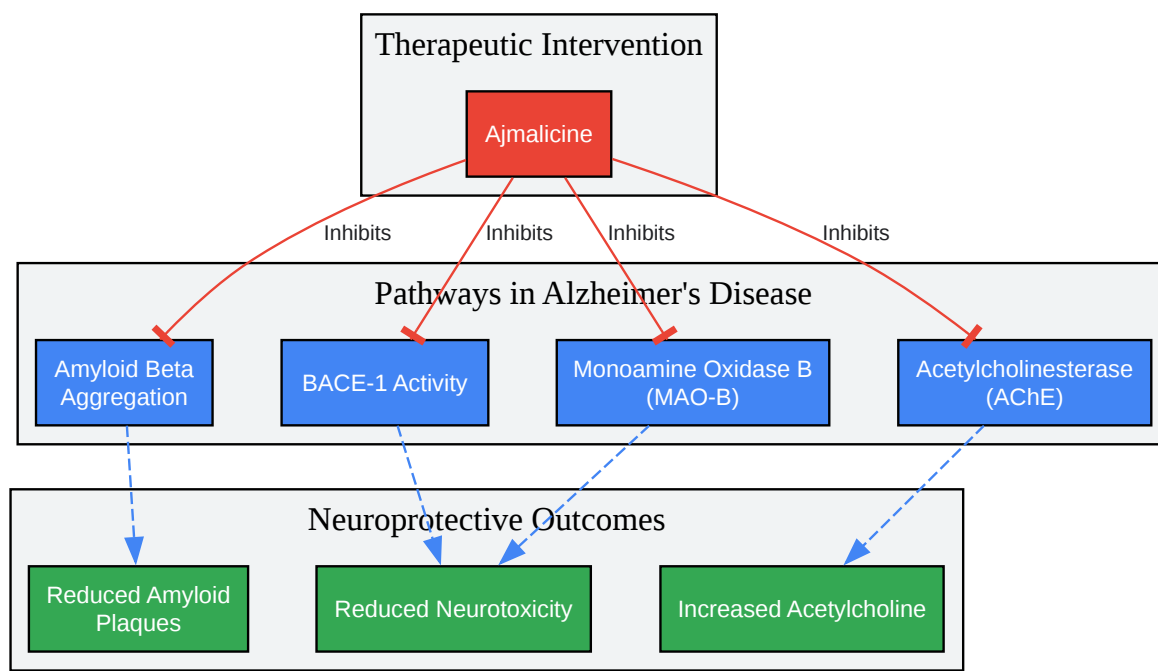 Therapeutic Intervention
Ajmalicine
Inhibits
Inhibits
Inhibits
Inhibits
Pathways in Alzheimer's Disease
Amyloid Beta
Aggregation
BACE-1 Activity
Monoamine Oxidase B
(MAO-B)
Acetylcholinesterase
(AChE)
Neuroprotective Outcomes
Reduced Amyloid
Plaques
Reduced Neurotoxicity
Increased Acetylcholine